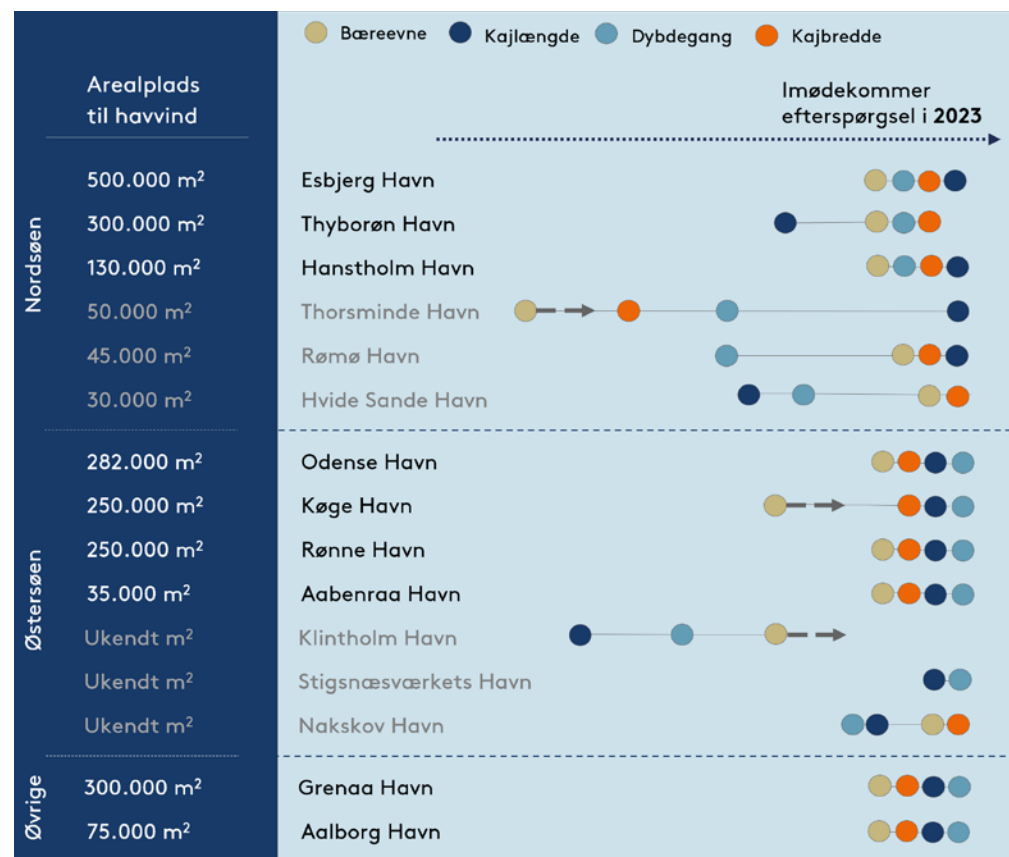 Bæreevne Kajlængde Dybdegang Kajbredde
Arealplads
til havvind
Imødekommer
efterspørgsel i 2023
Nordsøen
500.000 m² Esbjerg Havn
300.000 m² Thyborøn Havn
130.000 m² Hanstholm Havn
50.000 m² Thorsminde Havn
45.000 m² Rømø Havn
30.000 m² Hvide Sande Havn
Østersøen
282.000 m² Odense Havn
250.000 m² Køge Havn
250.000 m² Rønne Havn
35.000 m² Aabenraa Havn
Ukendt m² Klintholm Havn
Ukendt m² Stigsnæsværkets Havn
Ukendt m² Nakskov Havn
Øvrige
300.000 m² Grenaa Havn
75.000 m² Aalborg Havn